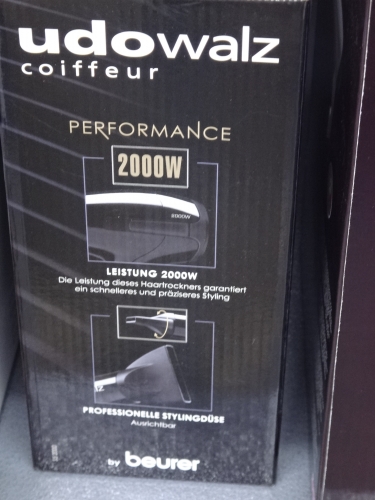 udowalz
coiffeur
PERFORMANCE
2000W
2000W
LEISTUNG 2000W
Die Leistung dieses Haartrockners garantiert
ein schnelleres und präziseres Styling
PROFESSIONELLE STYLINGDÜSE
Ausrichtbar
by beurer